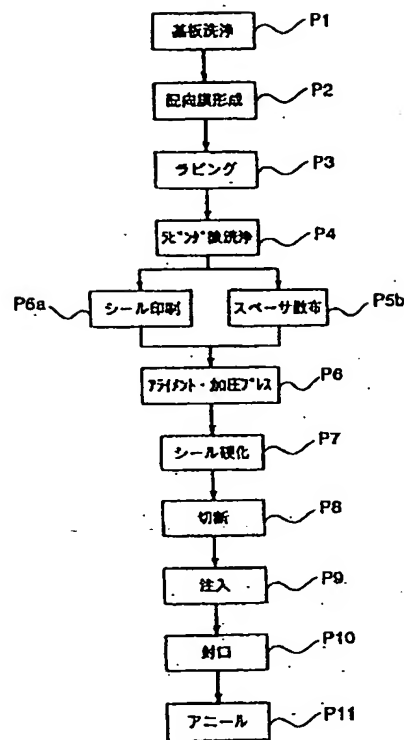 基板洗浄
P1
配向膜形成
P2
ラビング
P3
ラビング後洗浄
P4
P6a
シール印刷
スペーサ散布
P5b
アライメント・加圧プレス
P6
シール硬化
P7
切断
P8
注入
P9
封口
P10
アニール
P11